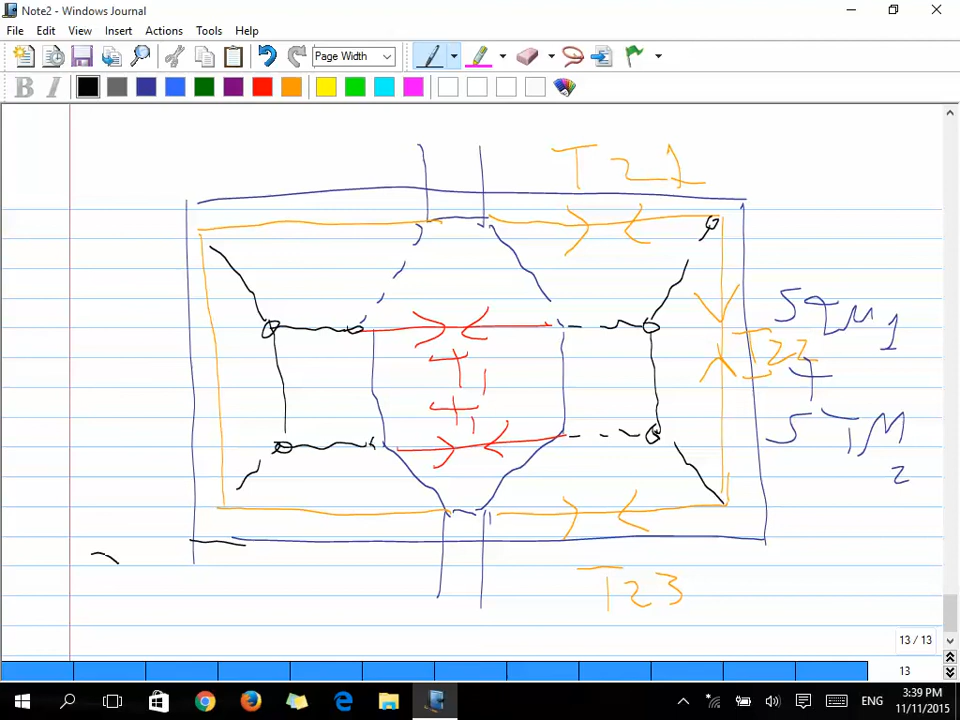 Note2 - Windows Journal
File Edit View Insert Actions Tools Help
Page Width
B I
T21
T22
T23
13 / 13
13
ENG
3:39 PM
11/11/2015